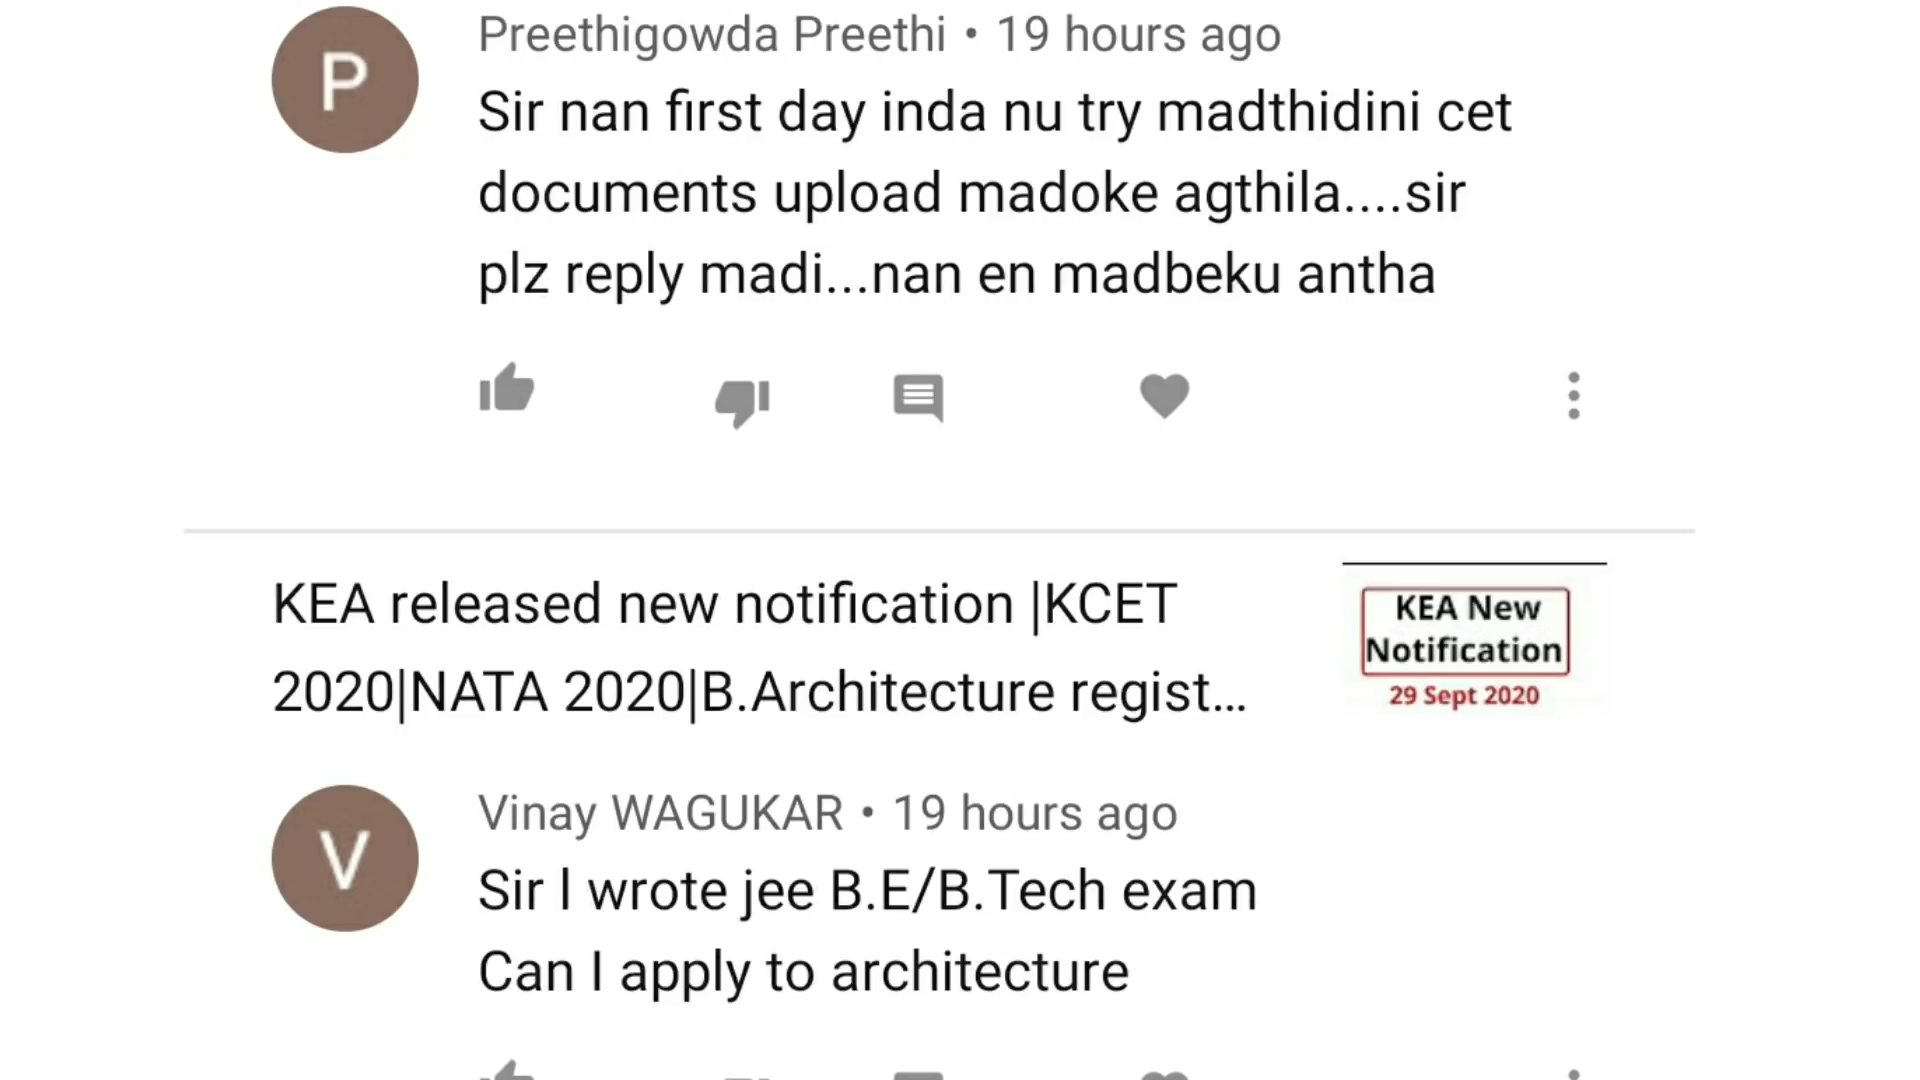 P
Preethigowda Preethi • 19 hours ago
Sir nan first day inda nu try madthidini cet
documents upload madoke agthila....sir
plz reply madi...nan en madbeku antha
KEA released new notification |KCET
2020|NATA 2020|B.Architecture regist...
KEA New
Notification
29 Sept 2020
V
Vinay WAGUKAR • 19 hours ago
Sir I wrote jee B.E/B.Tech exam
Can I apply to architecture